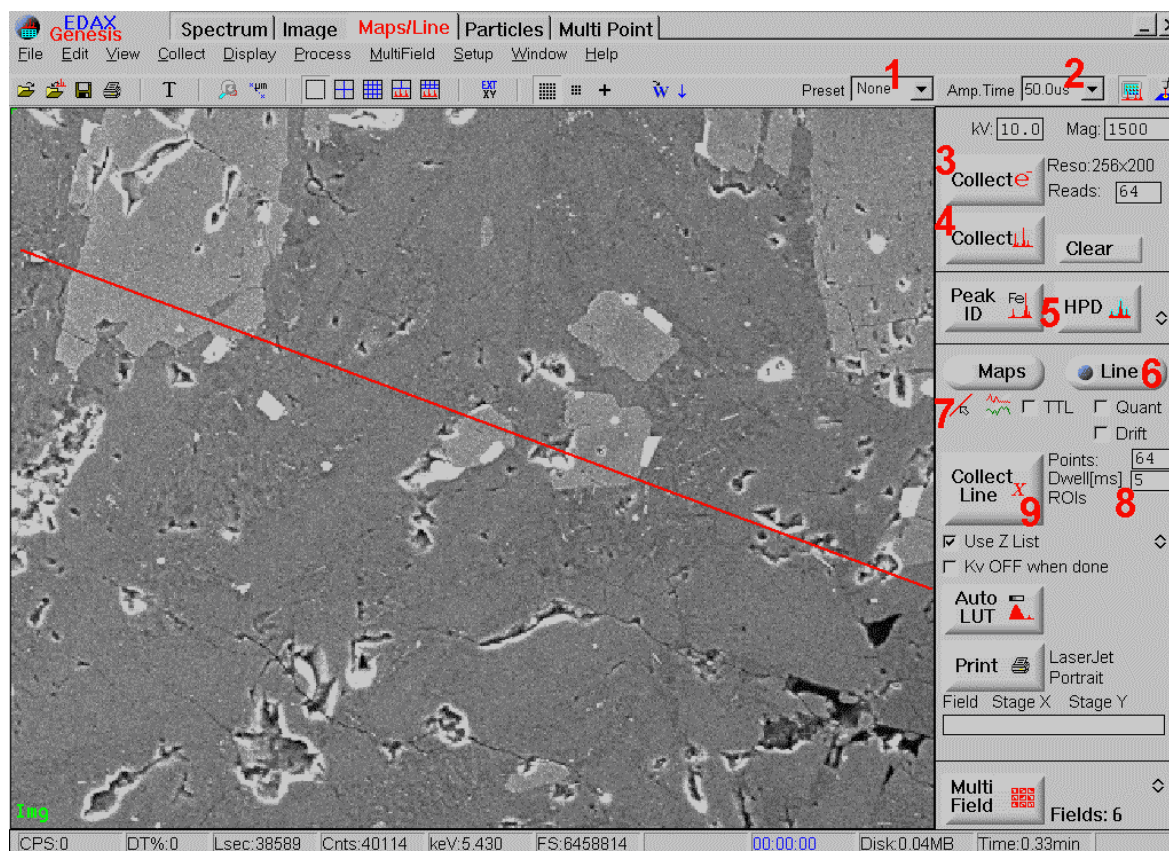 EDAX
Genesis
Spectrum Image Maps/Line Particles Multi Point
File Edit View Collect Display Process MultiField Setup Window Help
T
µm
EXT
XY
W
Preset None 1 Amp.Time 50.0us 2
kV: 10.0 Mag: 1500
3
Collect e- Reso:256x200
Reads: 64
4
Collect Clear
Peak
ID Fe 5 HPD
Maps Line 6
7 TTL Quant
Drift
Collect
Line X 9
Points: 64
Dwell[ms] 5
ROIs 8
Use Z List
Kv OFF when done
Auto
LUT
Print LaserJet
Portrait
Field Stage X Stage Y
Multi
Field Fields: 6
Img
CPS:0 DT%:0 Lsec:38589 Cnts:40114 keV:5.430 FS:6458814 00:00:00 Disk:0.04MB Time:0.33min